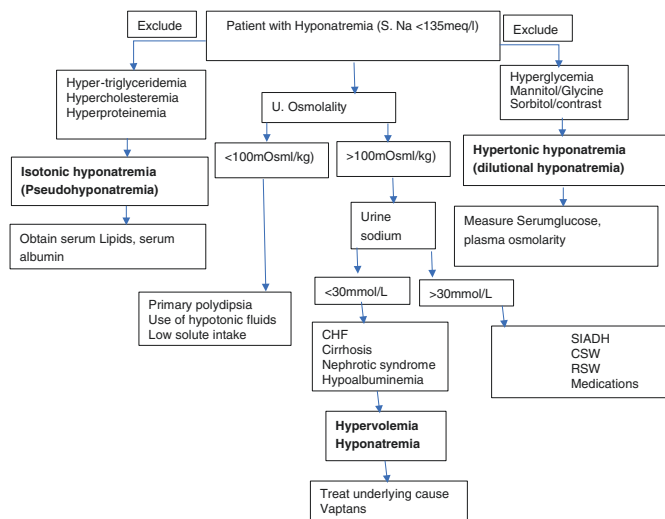 Exclude
Patient with Hyponatremia (S. Na <135meq/l)
Exclude
Hyper-triglyceridemia
Hypercholesteremia
Hyperproteinemia
U. Osmolality
Hyperglycemia
Mannitol/Glycine
Sorbitol/contrast
<100mOsml/kg)
>100mOsml/kg)
Isotonic hyponatremia
(Pseudohyponatremia)
Hypertonic hyponatremia
(dilutional hyponatremia)
Obtain serum Lipids, serum
albumin
Urine
sodium
Measure Serumglucose,
plasma osmolarity
<30mmol/L
>30mmol/L
Primary polydipsia
Use of hypotonic fluids
Low solute intake
CHF
Cirrhosis
Nephrotic syndrome
Hypoalbuminemia
SIADH
CSW
RSW
Medications
Hypervolemia
Hyponatremia
Treat underlying cause
Vaptans